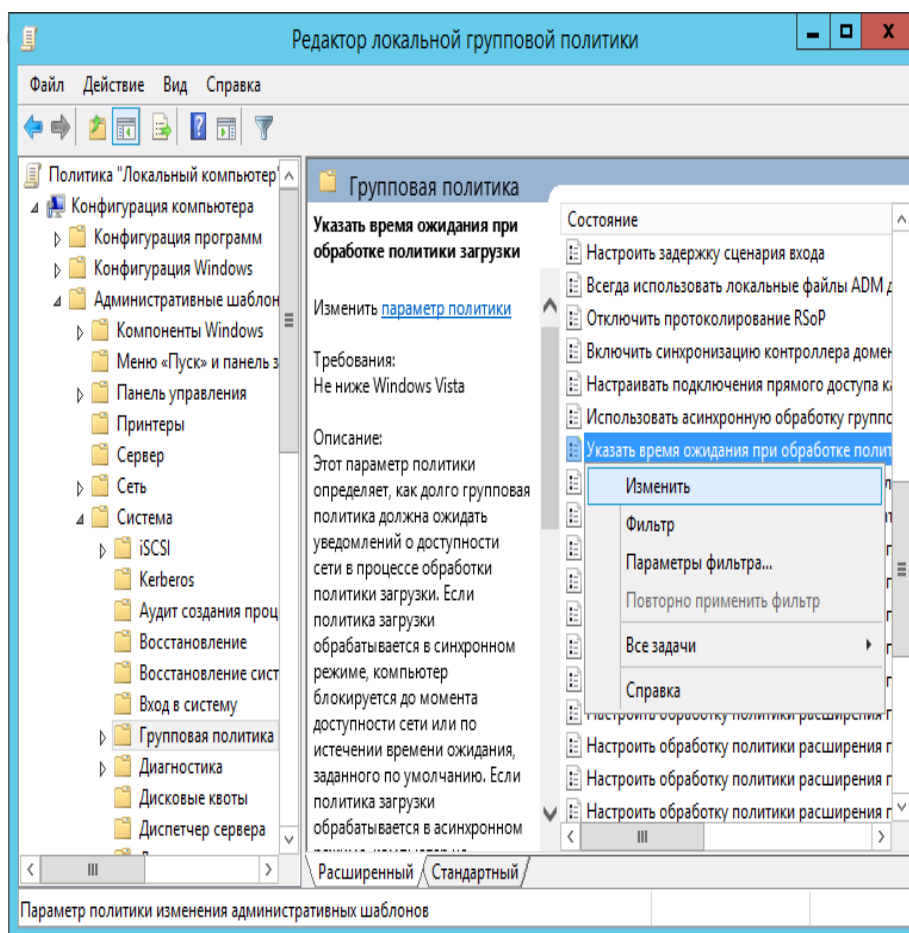 Редактор локальной групповой политики
Файл Действие Вид Справка
Политика "Локальный компьютер"
Конфигурация компьютера
Конфигурация программ
Конфигурация Windows
Административные шаблон
Компоненты Windows
Меню «Пуск» и панель з
Панель управления
Принтеры
Сервер
Сеть
Система
iSCSI
Kerberos
Аудит создания проц
Восстановление
Восстановление сист
Вход в систему
Групповая политика
Диагностика
Дисковые квоты
Диспетчер сервера
Групповая политика
Указать время ожидания при
обработке политики загрузки
Изменить параметр политики
Требования:
Не ниже Windows Vista
Описание:
Этот параметр политики
определяет, как долго групповая
политика должна ожидать
уведомлений о доступности
сети в процессе обработки
политики загрузки. Если
политика загрузки
обрабатывается в синхронном
режиме, компьютер
блокируется до момента
доступности сети или по
истечении времени ожидания,
заданного по умолчанию. Если
политика загрузки
обрабатывается в асинхронном
Состояние
Настроить задержку сценария входа
Всегда использовать локальные файлы ADM д
Отключить протоколирование RSoP
Включить синхронизацию контроллера домен
Настраивать подключения прямого доступа ка
Использовать асинхронную обработку группо
Указать время ожидания при обработке полит
Изменить
Фильтр
Параметры фильтра...
Повторно применить фильтр
Все задачи
Справка
Настроить обработку политики расширения г
Настроить обработку политики расширения г
Настроить обработку политики расширения г
Настроить обработку политики расширения г
Расширенный Стандартный
Параметр политики изменения административных шаблонов